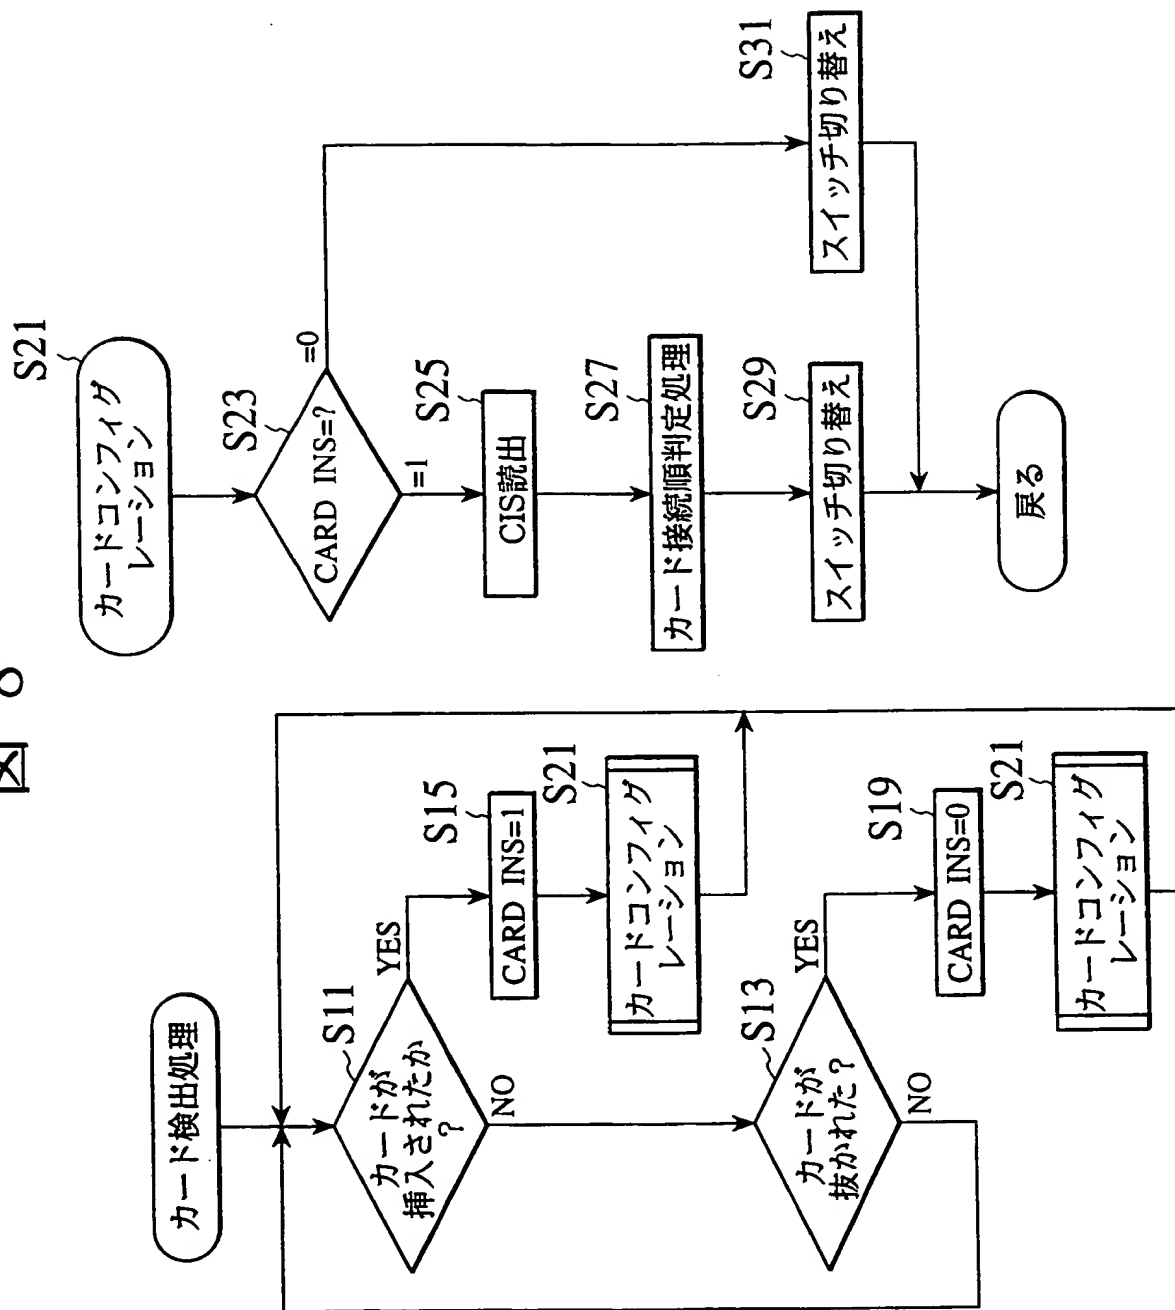 図 8
カード検出処理
S11
カードが
挿入されたか
?
YES
NO
S15
CARD INS=1
S21
カードコンフィグ
レーション
S13
カードが
抜かれた?
YES
NO
S19
CARD INS=0
S21
カードコンフィグ
レーション
S21
カードコンフィグ
レーション
S23
CARD INS=?
=0
=1
S25
CIS読出
S27
カード接続順判定処理
S29
スイッチ切り替え
S31
スイッチ切り替え
戻る